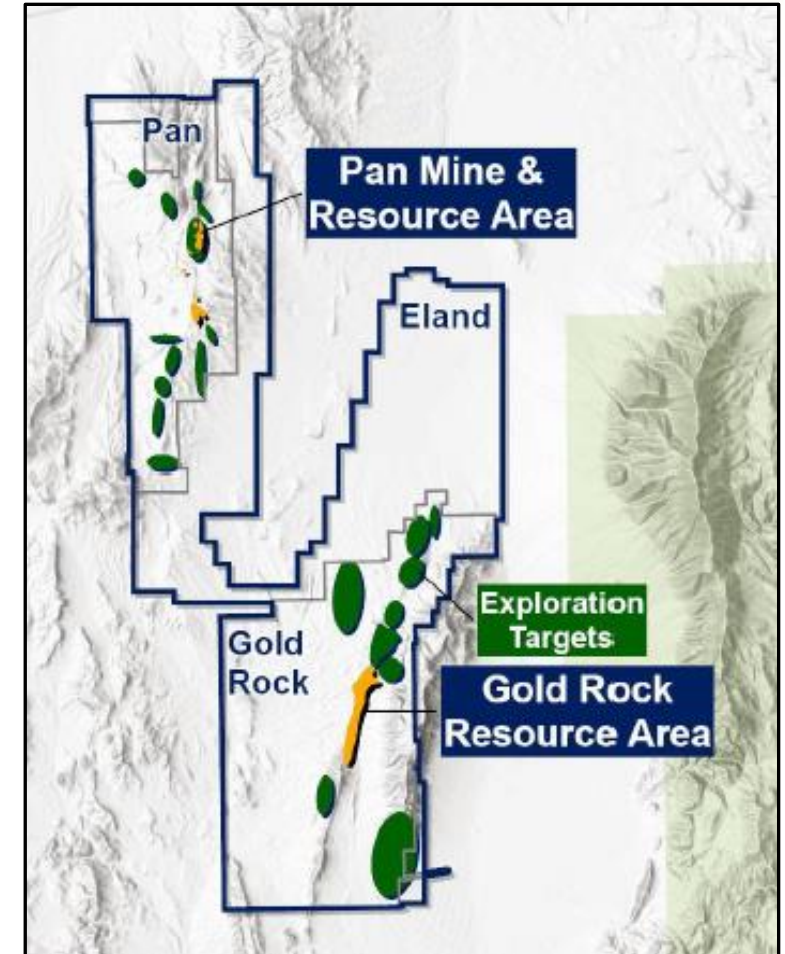 Pan
Pan Mine &
Resource Area
Eland
Exploration
Targets
Gold
Rock
Gold Rock
Resource Area